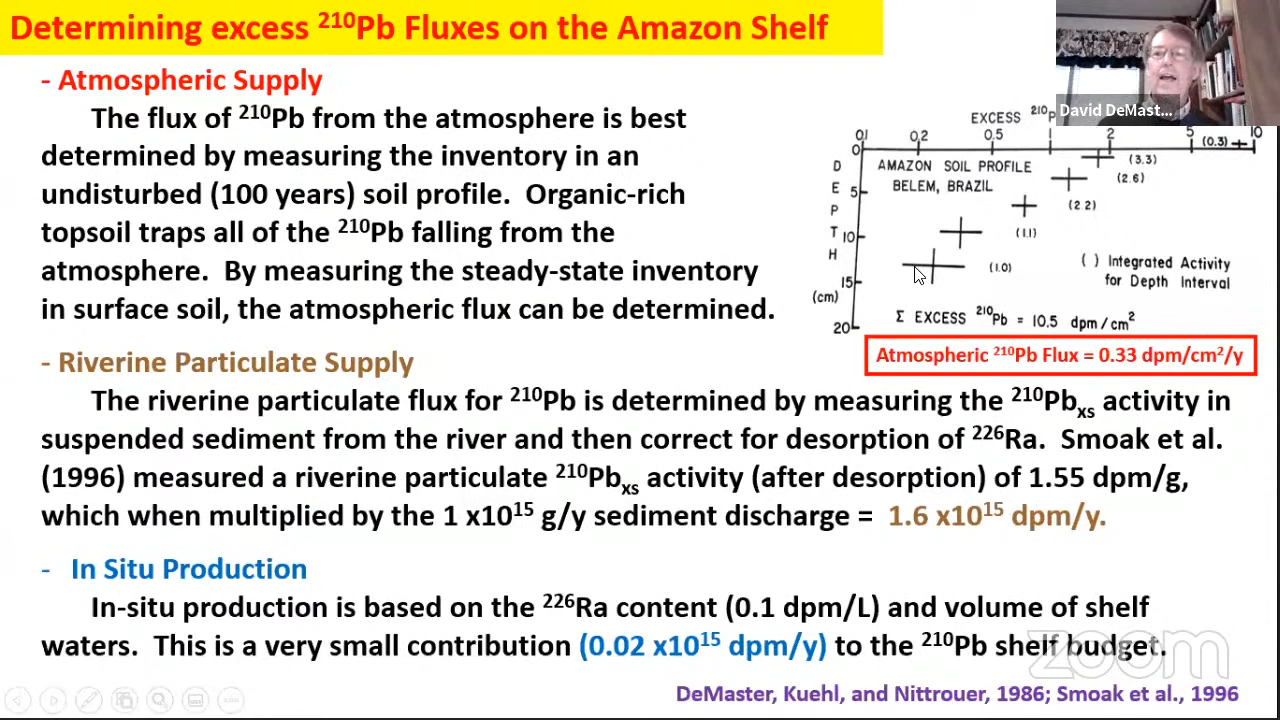 Determining excess ²¹⁰Pb Fluxes on the Amazon Shelf
David DeMast...
- Atmospheric Supply
The flux of ²¹⁰Pb from the atmosphere is best
determined by measuring the inventory in an
undisturbed (100 years) soil profile. Organic-rich
topsoil traps all of the ²¹⁰Pb falling from the
atmosphere. By measuring the steady-state inventory
in surface soil, the atmospheric flux can be determined.
EXCESS ²¹⁰P
0.1 0.2 0.5 1 2 5 10
0 (0.3)
AMAZON SOIL PROFILE (3.3)
BELEM, BRAZIL (2.6)
DEPTH
5 (2.2)
10 (1.1)
( ) Integrated Activity
for Depth Interval
(1.0)
15
(cm)
Σ EXCESS ²¹⁰Pb = 10.5 dpm/cm²
20
Atmospheric ²¹⁰Pb Flux = 0.33 dpm/cm²/y
- Riverine Particulate Supply
The riverine particulate flux for ²¹⁰Pb is determined by measuring the ²¹⁰Pbxs activity in
suspended sediment from the river and then correct for desorption of ²²⁶Ra. Smoak et al.
(1996) measured a riverine particulate ²¹⁰Pbxs activity (after desorption) of 1.55 dpm/g,
which when multiplied by the 1 x10¹⁵ g/y sediment discharge = 1.6 x10¹⁵ dpm/y.
- In Situ Production
In-situ production is based on the ²²⁶Ra content (0.1 dpm/L) and volume of shelf
waters. This is a very small contribution (0.02 x10¹⁵ dpm/y) to the ²¹⁰Pb shelf budget.
zoom
DeMaster, Kuehl, and Nittrouer, 1986; Smoak et al., 1996